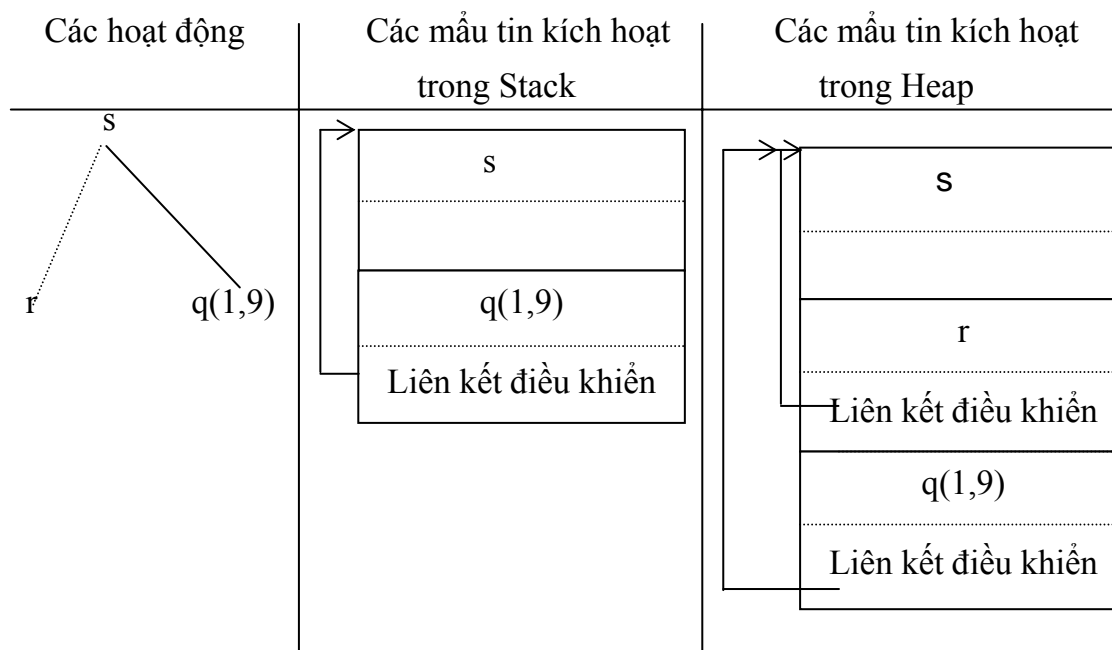 Các hoạt động
Các mẩu tin kích hoạt
trong Stack
Các mẩu tin kích hoạt
trong Heap
s
r
q(1,9)
s
q(1,9)
Liên kết điều khiển
s
r
Liên kết điều khiển
q(1,9)
Liên kết điều khiển